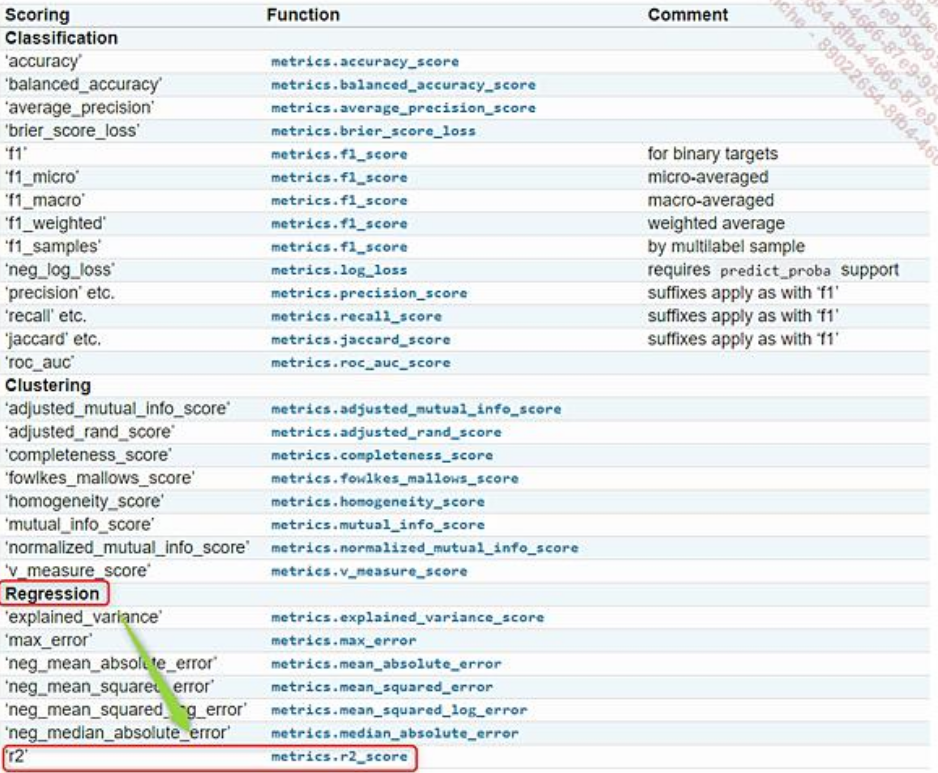 Scoring Function Comment
Classification
'accuracy' metrics.accuracy_score
'balanced_accuracy' metrics.balanced_accuracy_score
'average_precision' metrics.average_precision_score
'brier_score_loss' metrics.brier_score_loss
'f1' metrics.f1_score for binary targets
'f1_micro' metrics.f1_score micro-averaged
'f1_macro' metrics.f1_score macro-averaged
'f1_weighted' metrics.f1_score weighted average
'f1_samples' metrics.f1_score by multilabel sample
'neg_log_loss' metrics.log_loss requires predict_proba support
'precision' etc. metrics.precision_score suffixes apply as with 'f1'
'recall' etc. metrics.recall_score suffixes apply as with 'f1'
'jaccard' etc. metrics.jaccard_score suffixes apply as with 'f1'
'roc_auc' metrics.roc_auc_score
Clustering
'adjusted_mutual_info_score' metrics.adjusted_mutual_info_score
'adjusted_rand_score' metrics.adjusted_rand_score
'completeness_score' metrics.completeness_score
'fowlkes_mallows_score' metrics.fowlkes_mallows_score
'homogeneity_score' metrics.homogeneity_score
'mutual_info_score' metrics.mutual_info_score
'normalized_mutual_info_score' metrics.normalized_mutual_info_score
'v_measure_score' metrics.v_measure_score
Regression
'explained_variance' metrics.explained_variance_score
'max_error' metrics.max_error
'neg_mean_absolute_error' metrics.mean_absolute_error
'neg_mean_squared_error' metrics.mean_squared_error
'neg_mean_squared_log_error' metrics.mean_squared_log_error
'neg_median_absolute_error' metrics.median_absolute_error
'r2' metrics.r2_score